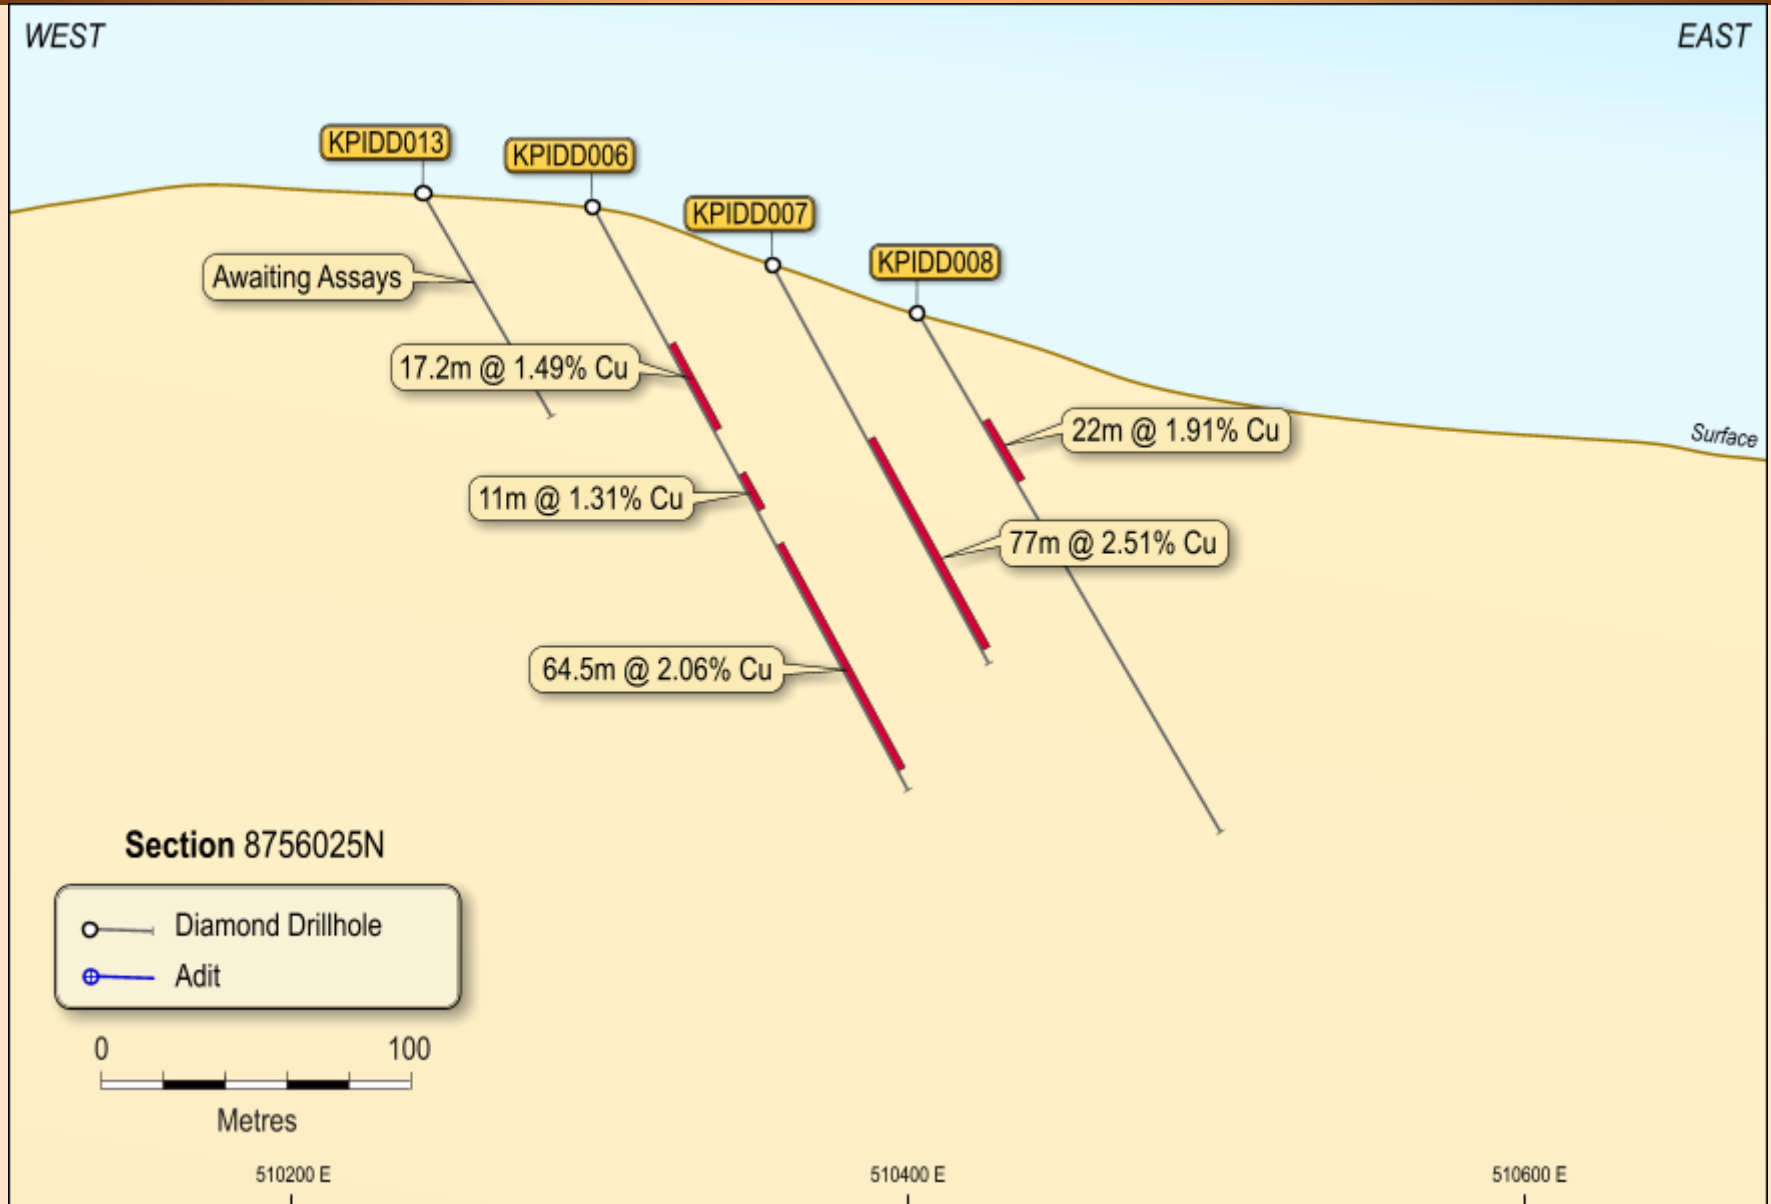 WEST
EAST
KPIDD013
KPIDD006
KPIDD007
KPIDD008
Awaiting Assays
17.2m @ 1.49% Cu
22m @ 1.91% Cu
Surface
11m @ 1.31% Cu
77m @ 2.51% Cu
64.5m @ 2.06% Cu
Section 8756025N
Diamond Drillhole
Adit
0 100
Metres
510200 E 510400 E 510600 E